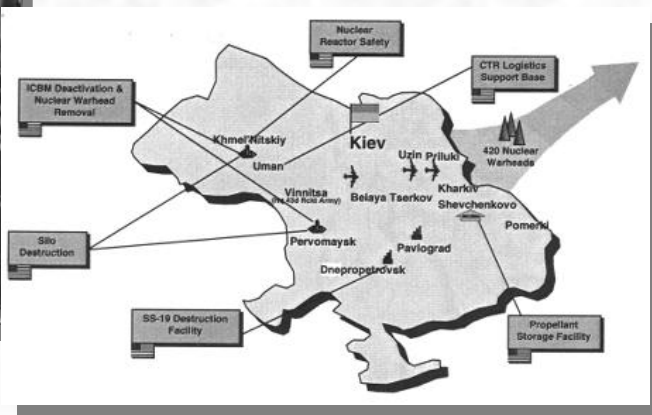 Nuclear
Reactor Safety
CTR Logistics
Support Base
ICBM Deactivation &
Nuclear Warhead
Removal
Khmel'Nitskiy
Kiev
420 Nuclear
Warheads
Uman
Uzin Priluki
Vinnitsa
Belaya Tserkov
Kharkiv
Shevchenkovo
Pomerki
Silo
Destruction
Pervomaysk
Pavlograd
Dnepropetrovsk
SS-19 Destruction
Facility
Propellant
Storage Facility